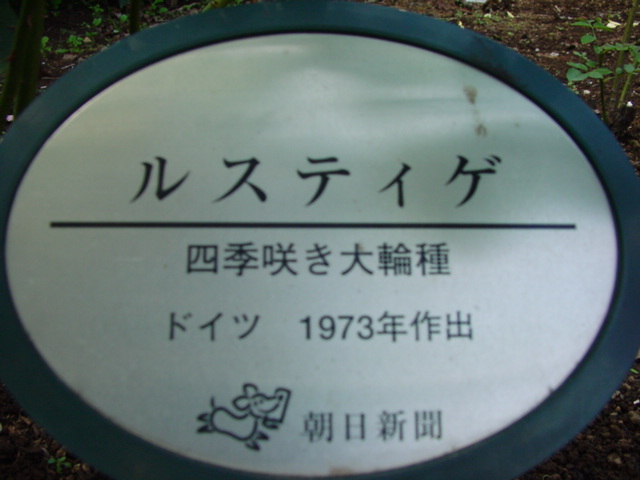 ルスティゲ
四季咲き大輪種
ドイツ　1973年作出
朝日新聞